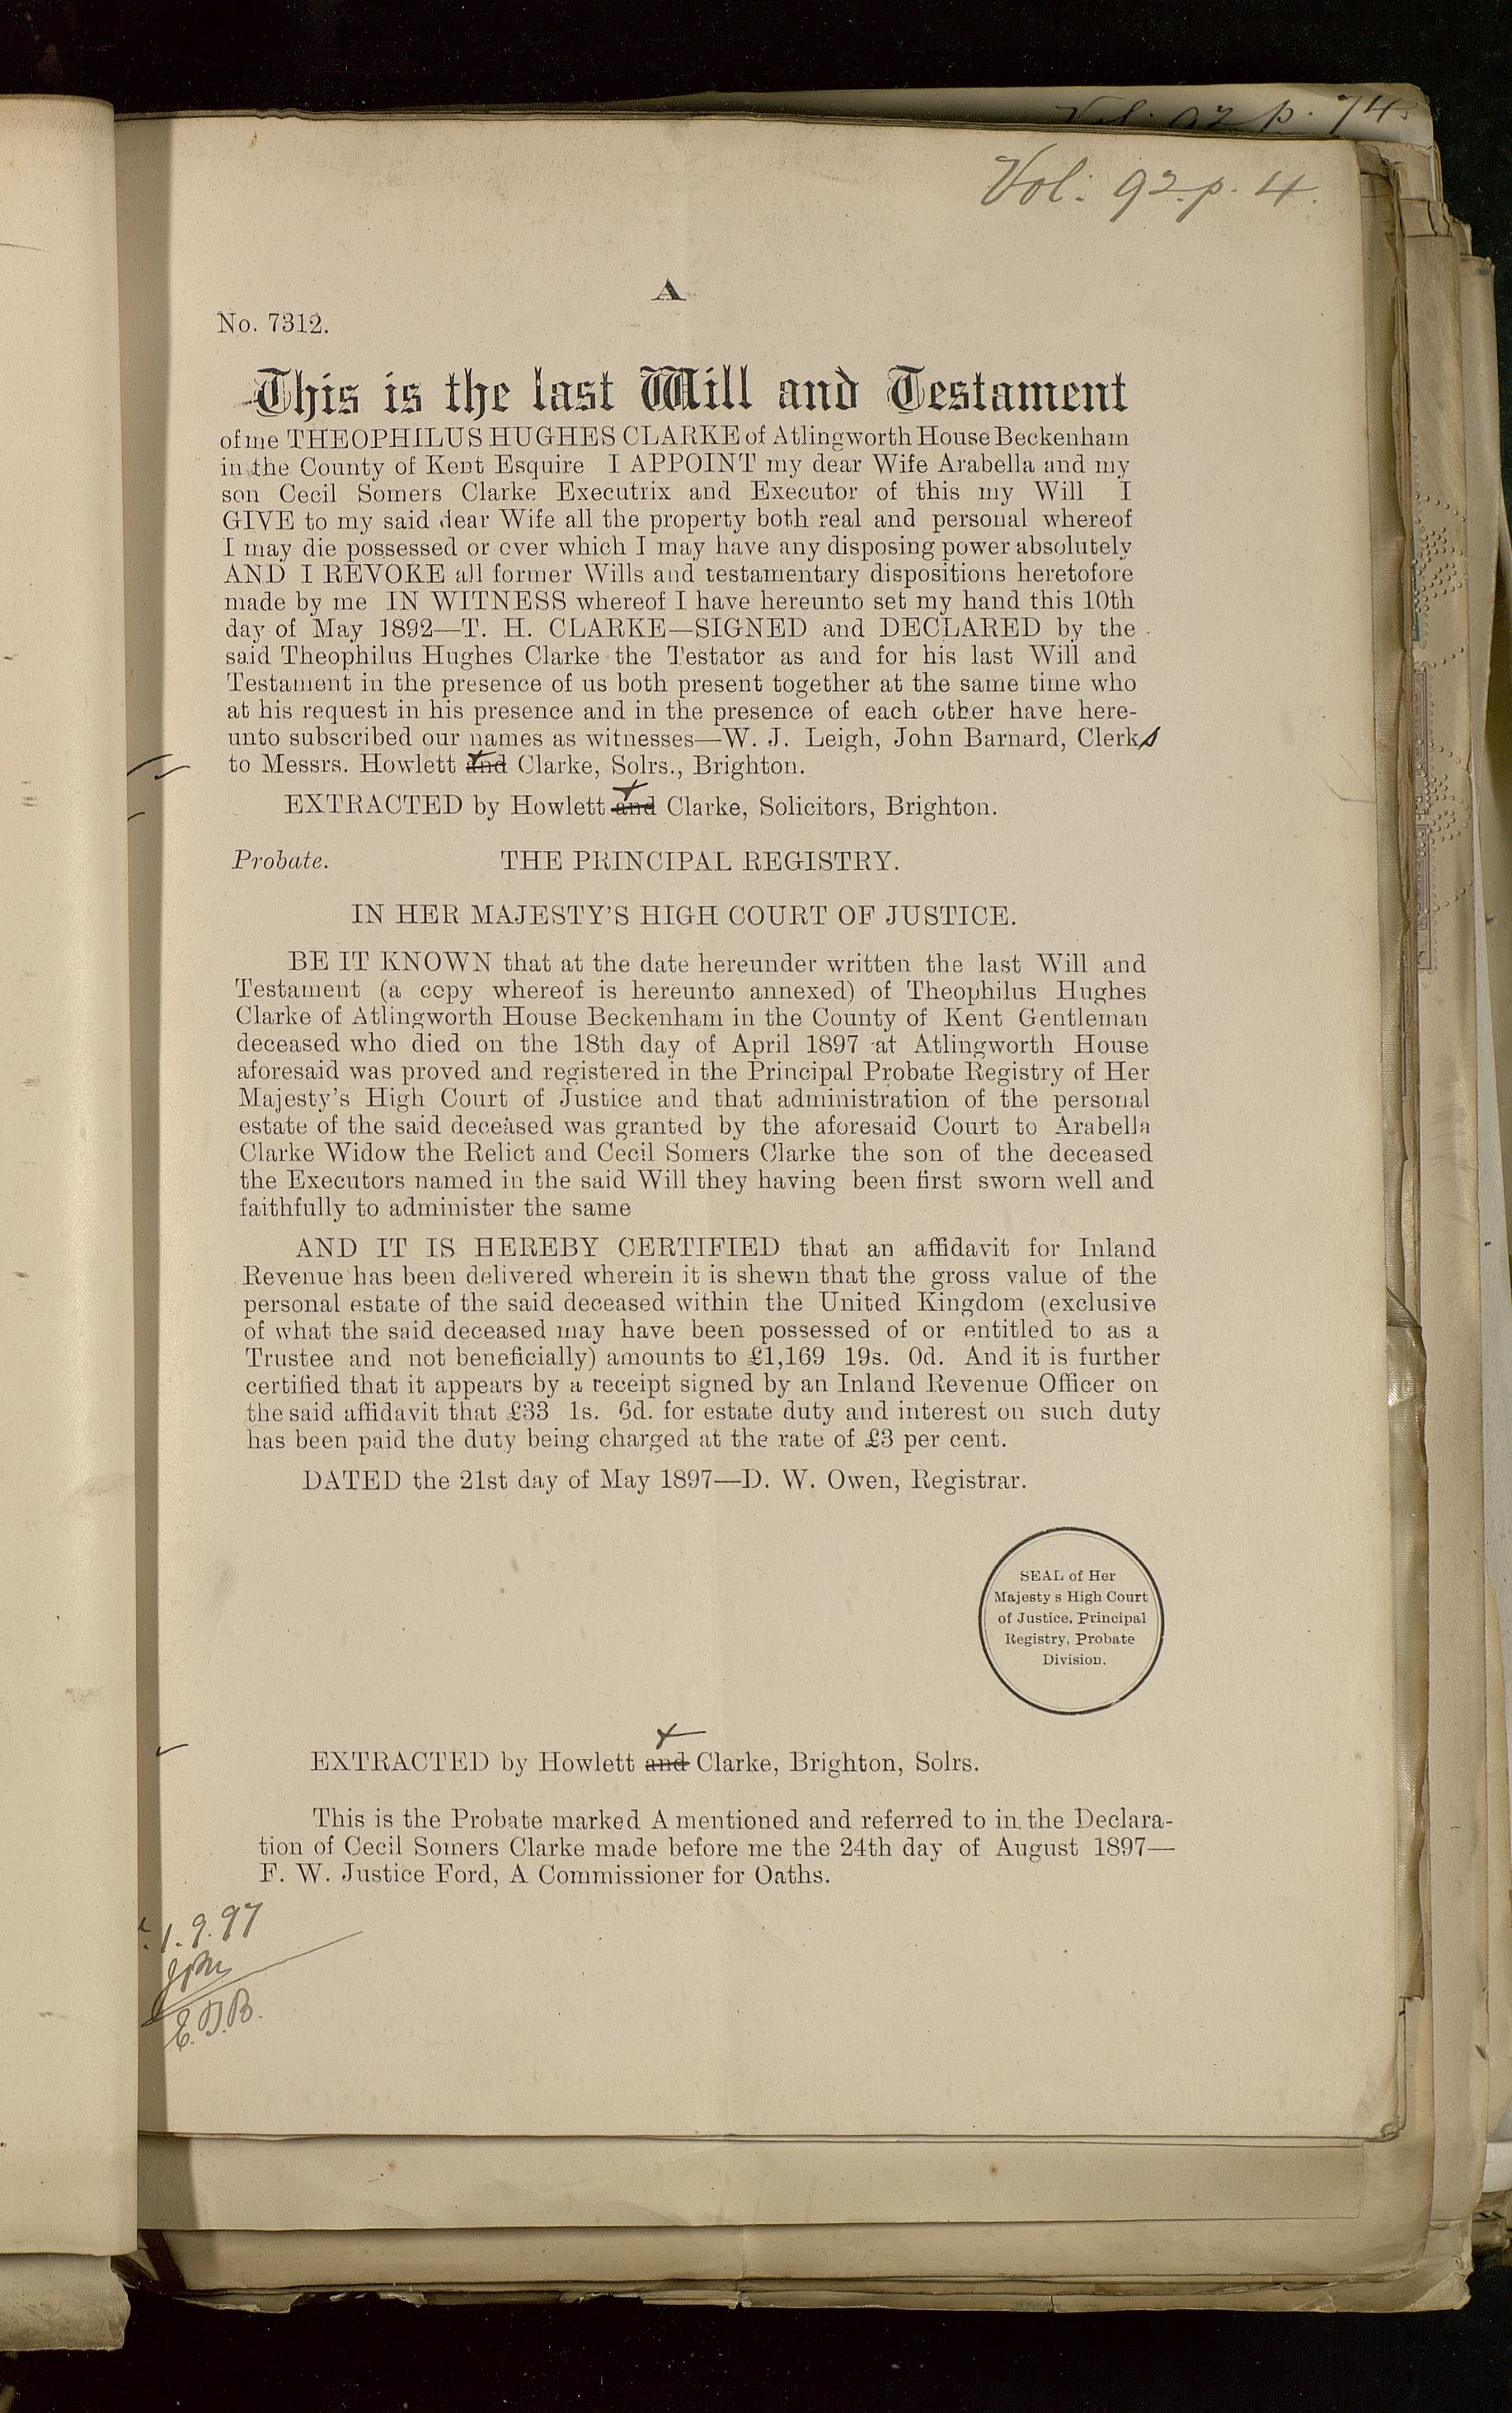 Vol. 92 p. 74
Vol: 92. p. 4.
A
No. 7312.
This is the last Will and Testament
of me THEOPHILUS HUGHES CLARKE of Atlingworth House Beckenham
in the County of Kent Esquire I APPOINT my dear Wife Arabella and my
son Cecil Somers Clarke Executrix and Executor of this my Will I
GIVE to my said dear Wife all the property both real and personal whereof
I may die possessed or over which I may have any disposing power absolutely
AND I REVOKE all former Wills and testamentary dispositions heretofore
made by me IN WITNESS whereof I have hereunto set my hand this 10th
day of May 1892—T. H. CLARKE—SIGNED and DECLARED by the
said Theophilus Hughes Clarke the Testator as and for his last Will and
Testament in the presence of us both present together at the same time who
at his request in his presence and in the presence of each other have here-
unto subscribed our names as witnesses—W. J. Leigh, John Barnard, Clerks
to Messrs. Howlett and Clarke, Solrs., Brighton.
EXTRACTED by Howlett and Clarke, Solicitors, Brighton.
Probate. THE PRINCIPAL REGISTRY.
IN HER MAJESTY'S HIGH COURT OF JUSTICE.
BE IT KNOWN that at the date hereunder written the last Will and
Testament (a copy whereof is hereunto annexed) of Theophilus Hughes
Clarke of Atlingworth House Beckenham in the County of Kent Gentleman
deceased who died on the 18th day of April 1897 at Atlingworth House
aforesaid was proved and registered in the Principal Probate Registry of Her
Majesty's High Court of Justice and that administration of the personal
estate of the said deceased was granted by the aforesaid Court to Arabella
Clarke Widow the Relict and Cecil Somers Clarke the son of the deceased
the Executors named in the said Will they having been first sworn well and
faithfully to administer the same
AND IT IS HEREBY CERTIFIED that an affidavit for Inland
Revenue has been delivered wherein it is shewn that the gross value of the
personal estate of the said deceased within the United Kingdom (exclusive
of what the said deceased may have been possessed of or entitled to as a
Trustee and not beneficially) amounts to £1,169 19s. 0d. And it is further
certified that it appears by a receipt signed by an Inland Revenue Officer on
the said affidavit that £33 1s. 6d. for estate duty and interest on such duty
has been paid the duty being charged at the rate of £3 per cent.
DATED the 21st day of May 1897—D. W. Owen, Registrar.
SEAL of Her
Majesty s High Court
of Justice, Principal
Registry, Probate
Division.
EXTRACTED by Howlett and Clarke, Brighton, Solrs.
This is the Probate marked A mentioned and referred to in the Declara-
tion of Cecil Somers Clarke made before me the 24th day of August 1897—
F. W. Justice Ford, A Commissioner for Oaths.
1.9.97